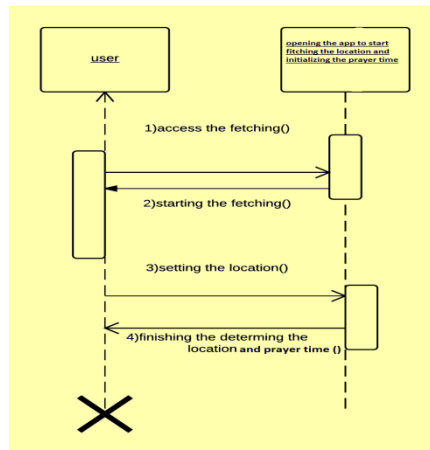 user
opening the app to start
fitching the location and
initializing the prayer time
1)access the fetching()
2)starting the fetching()
3)setting the location()
4)finishing the determing the
location and prayer time ()